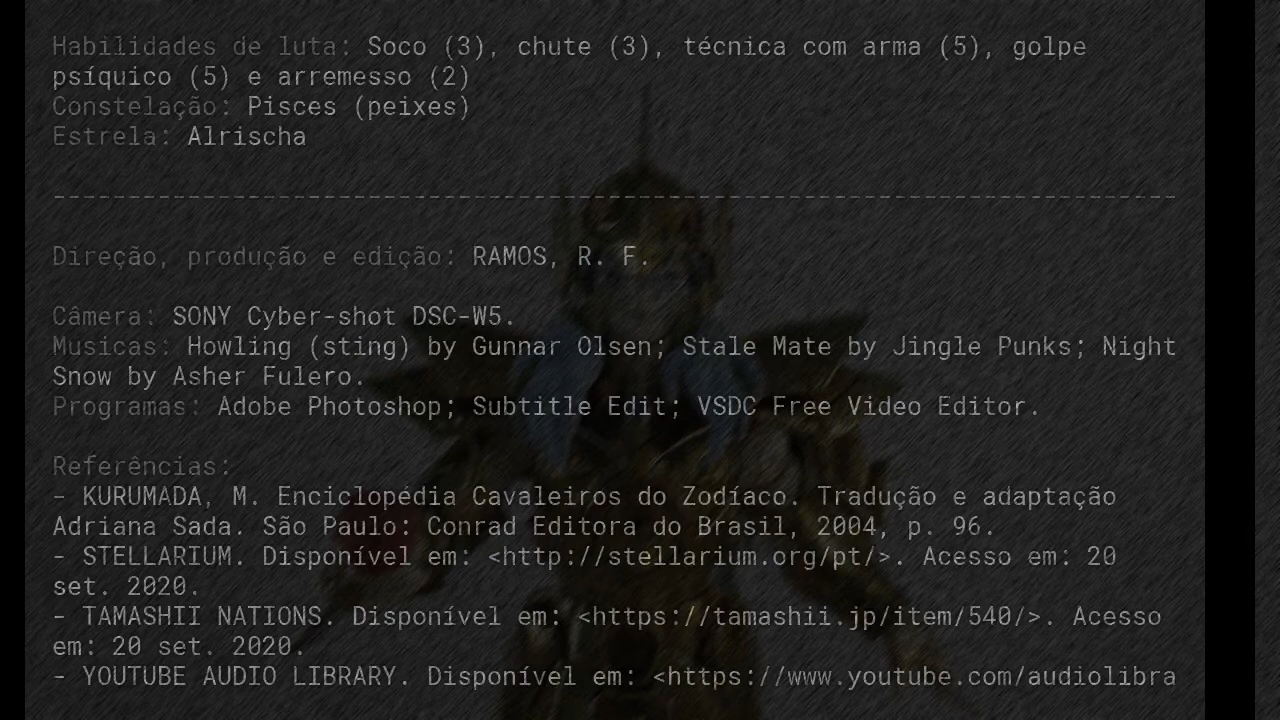 Habilidades de luta: Soco (3), chute (3), técnica com arma (5), golpe
psíquico (5) e arremesso (2)
Constelação: Pisces (peixes)
Estrela: Alrischa
---------------------------------------------------------------------------
Direção, produção e edição: RAMOS, R. F.
Câmera: SONY Cyber-shot DSC-W5.
Musicas: Howling (sting) by Gunnar Olsen; Stale Mate by Jingle Punks; Night
Snow by Asher Fulero.
Programas: Adobe Photoshop; Subtitle Edit; VSDC Free Video Editor.
Referências:
- KURUMADA, M. Enciclopédia Cavaleiros do Zodíaco. Tradução e adaptação
Adriana Sada. São Paulo: Conrad Editora do Brasil, 2004, p. 96.
- STELLARIUM. Disponível em: <http://stellarium.org/pt/>. Acesso em: 20
set. 2020.
- TAMASHII NATIONS. Disponível em: <https://tamashii.jp/item/540/>. Acesso
em: 20 set. 2020.
- YOUTUBE AUDIO LIBRARY. Disponível em: <https://www.youtube.com/audiolibra